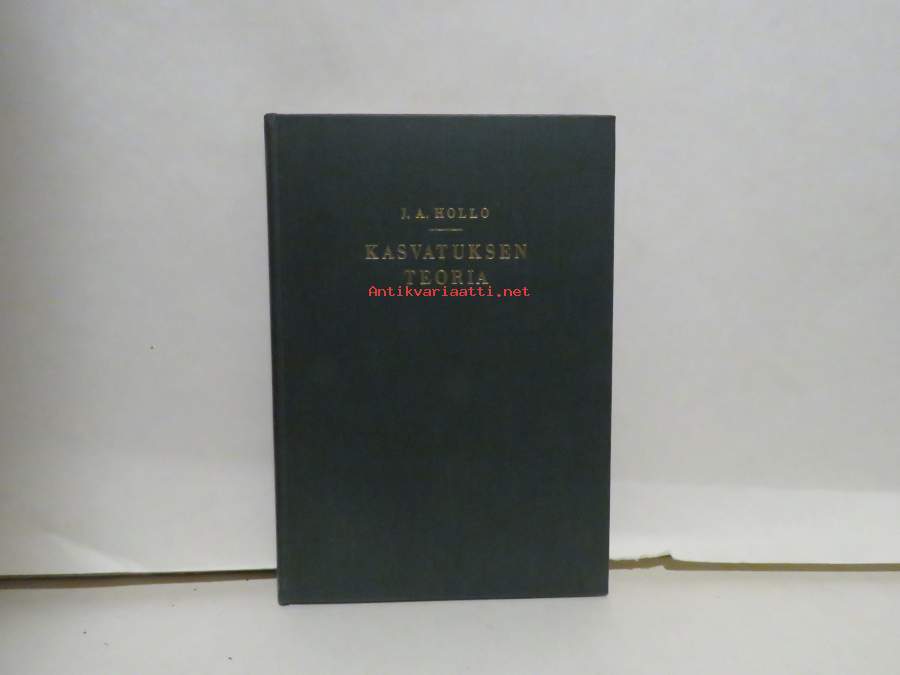 J. A. HOLLO
KASVATUKSEN
TEORIA
Antikvariaatti.net